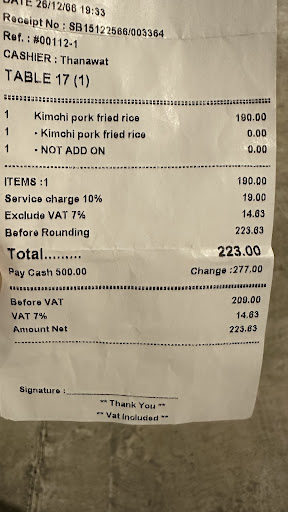 DATE 26/12/66 19:33
Receipt No : SB15122566/003364
Ref. : #00112-1
CASHIER : Thanawat
TABLE 17 (1)
1 Kimchi pork fried rice 190.00
1 • Kimchi pork fried rice 0.00
1 • NOT ADD ON 0.00
ITEMS :1 190.00
Service charge 10% 19.00
Exclude VAT 7% 14.63
Before Rounding 223.63
Total......... 223.00
Pay Cash 500.00 Change :277.00
Before VAT 209.00
VAT 7% 14.63
Amount Net 223.63
Signature :
** Thank You **
** Vat Included **